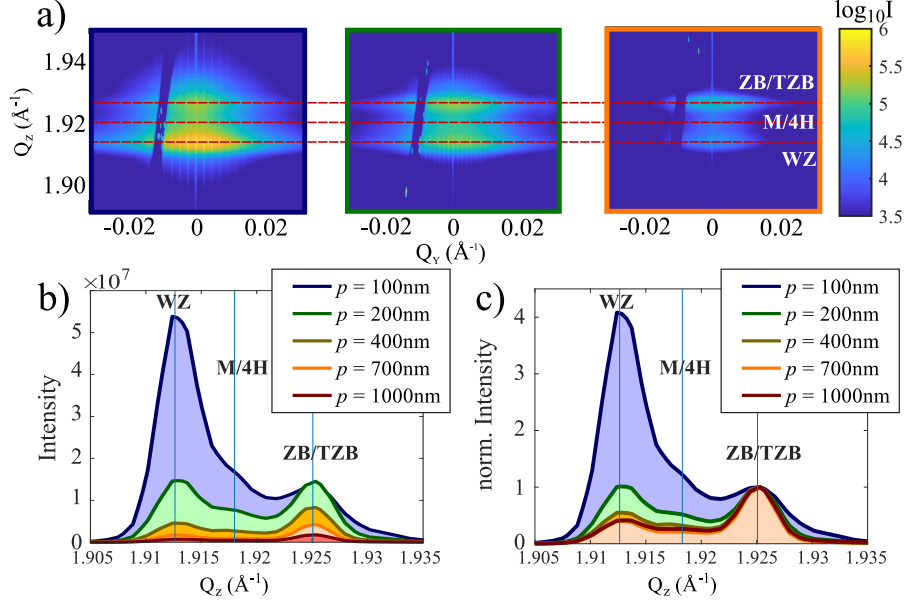 a)
log₁₀I
Q_Z (Å⁻¹)
1.94
1.92
1.90
ZB/TZB
M/4H
WZ
6
5.5
5
4.5
4
3.5
-0.02 0 0.02
-0.02 0 0.02
-0.02 0 0.02
Q_Y (Å⁻¹)
b)
×10⁷
Intensity
5
4
3
2
1
0
WZ
M/4H
ZB/TZB
p = 100nm
p = 200nm
p = 400nm
p = 700nm
p = 1000nm
1.905 1.91 1.915 1.92 1.925 1.93 1.935
Q_Z (Å⁻¹)
c)
norm. Intensity
4
3
2
1
0
WZ
M/4H
ZB/TZB
p = 100nm
p = 200nm
p = 400nm
p = 700nm
p = 1000nm
1.905 1.91 1.915 1.92 1.925 1.93 1.935
Q_Z (Å⁻¹)